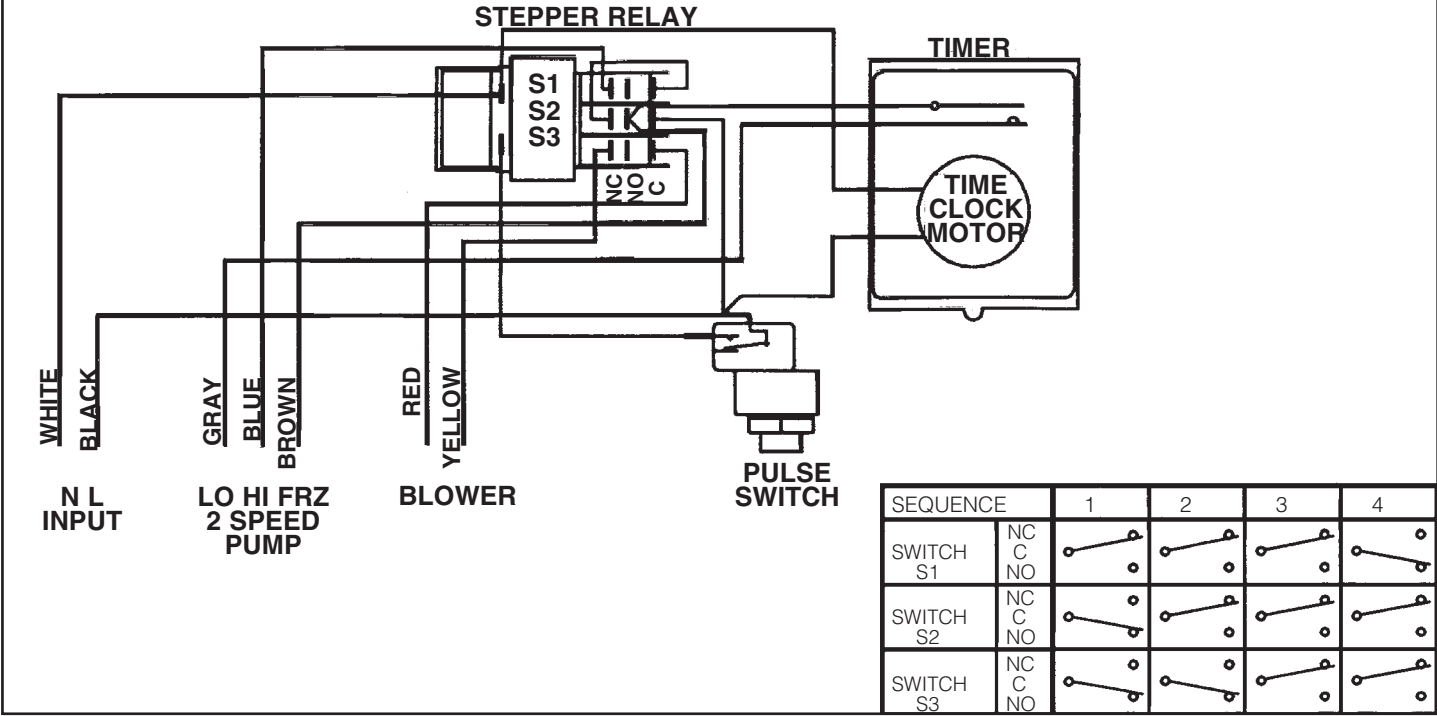 STEPPER RELAY
TIMER
S1
S2
S3
NC
NO
C
TIME
CLOCK
MOTOR
WHITE
BLACK
GRAY
BLUE
BROWN
RED
YELLOW
N L
INPUT
LO HI FRZ
2 SPEED
PUMP
BLOWER
PULSE
SWITCH
SEQUENCE 1 2 3 4
SWITCH
S1
NC
C
NO
SWITCH
S2
NC
C
NO
SWITCH
S3
NC
C
NO